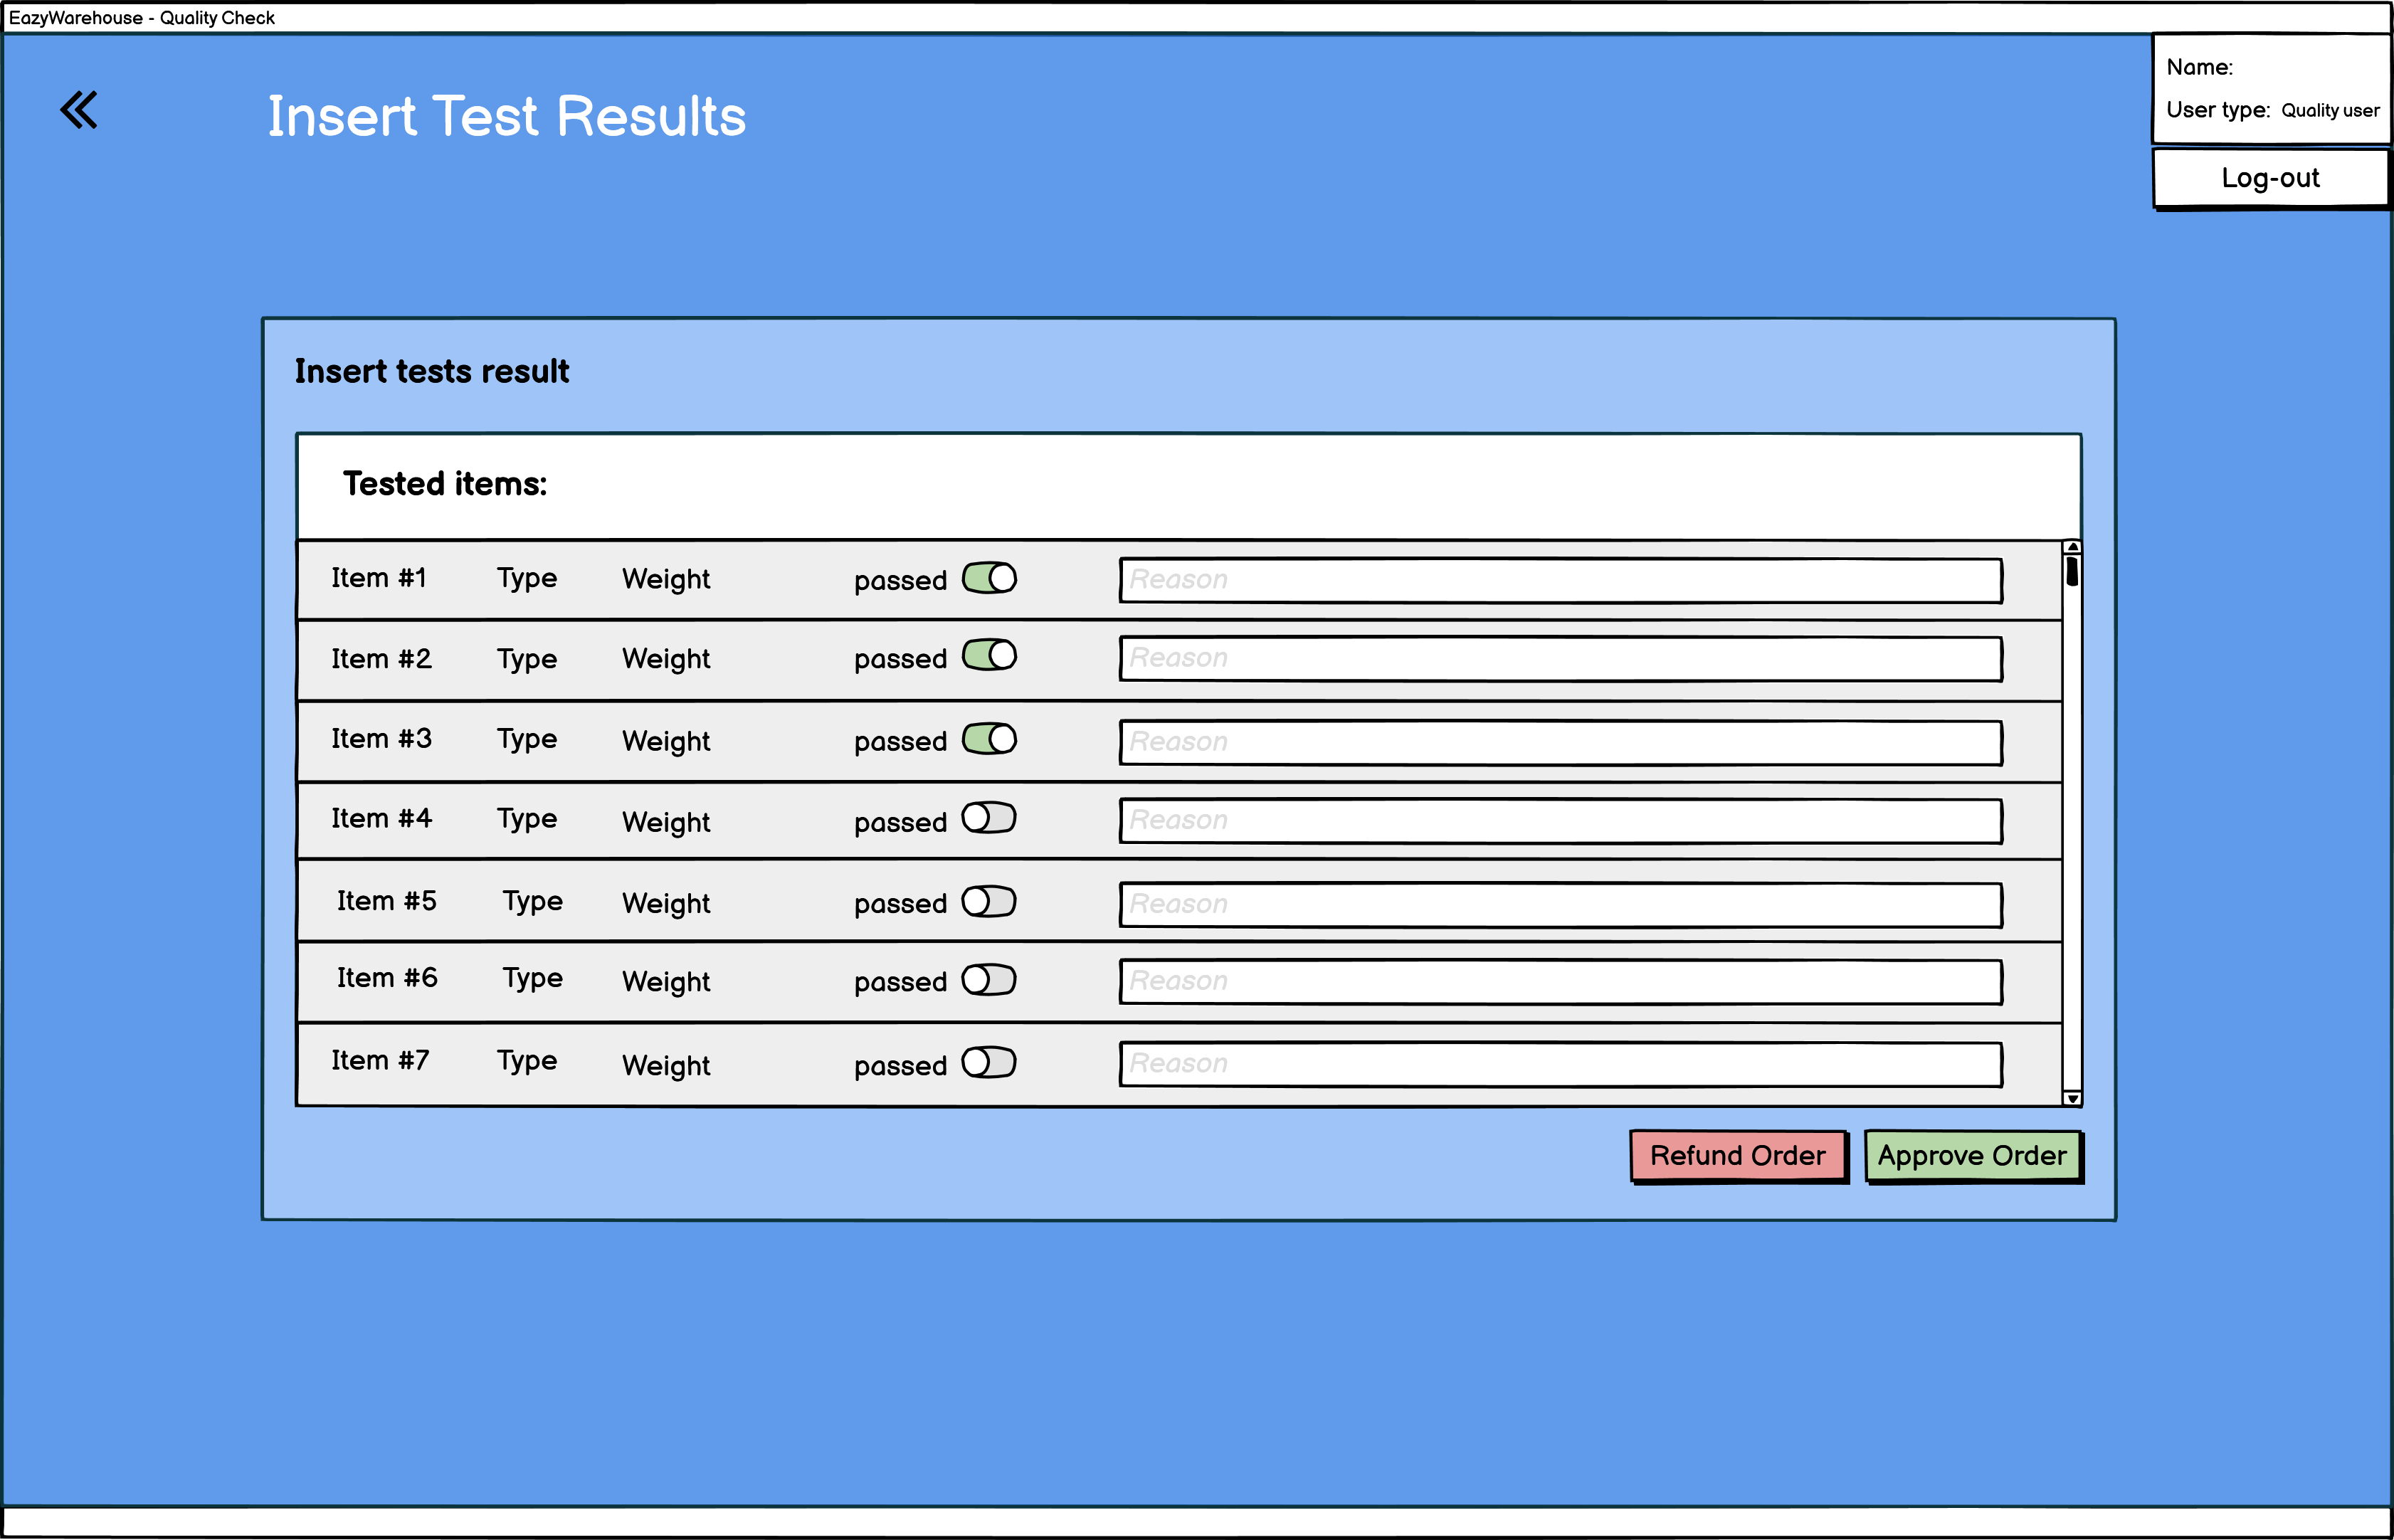 EazyWarehouse - Quality Check
Name:
User type: Quality user
Log-out
Insert Test Results
Insert tests result
Tested items:
Item #1 Type Weight passed Reason
Item #2 Type Weight passed Reason
Item #3 Type Weight passed Reason
Item #4 Type Weight passed Reason
Item #5 Type Weight passed Reason
Item #6 Type Weight passed Reason
Item #7 Type Weight passed Reason
Refund Order Approve Order